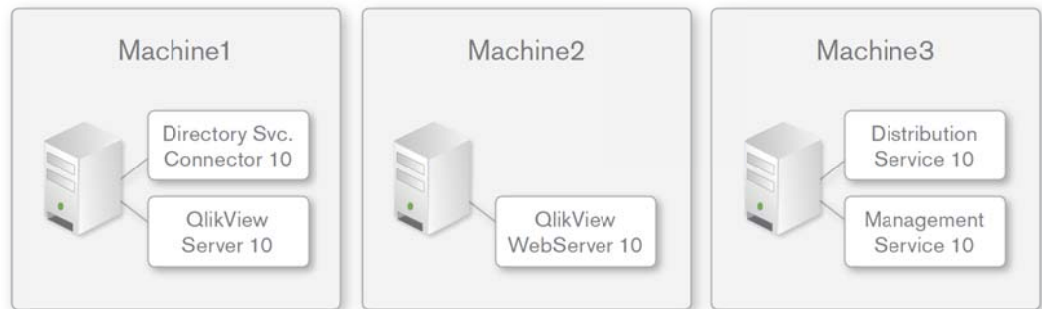 Machine1
Directory Svc.
Connector 10
QlikView
Server 10
Machine2
QlikView
WebServer 10
Machine3
Distribution
Service 10
Management
Service 10